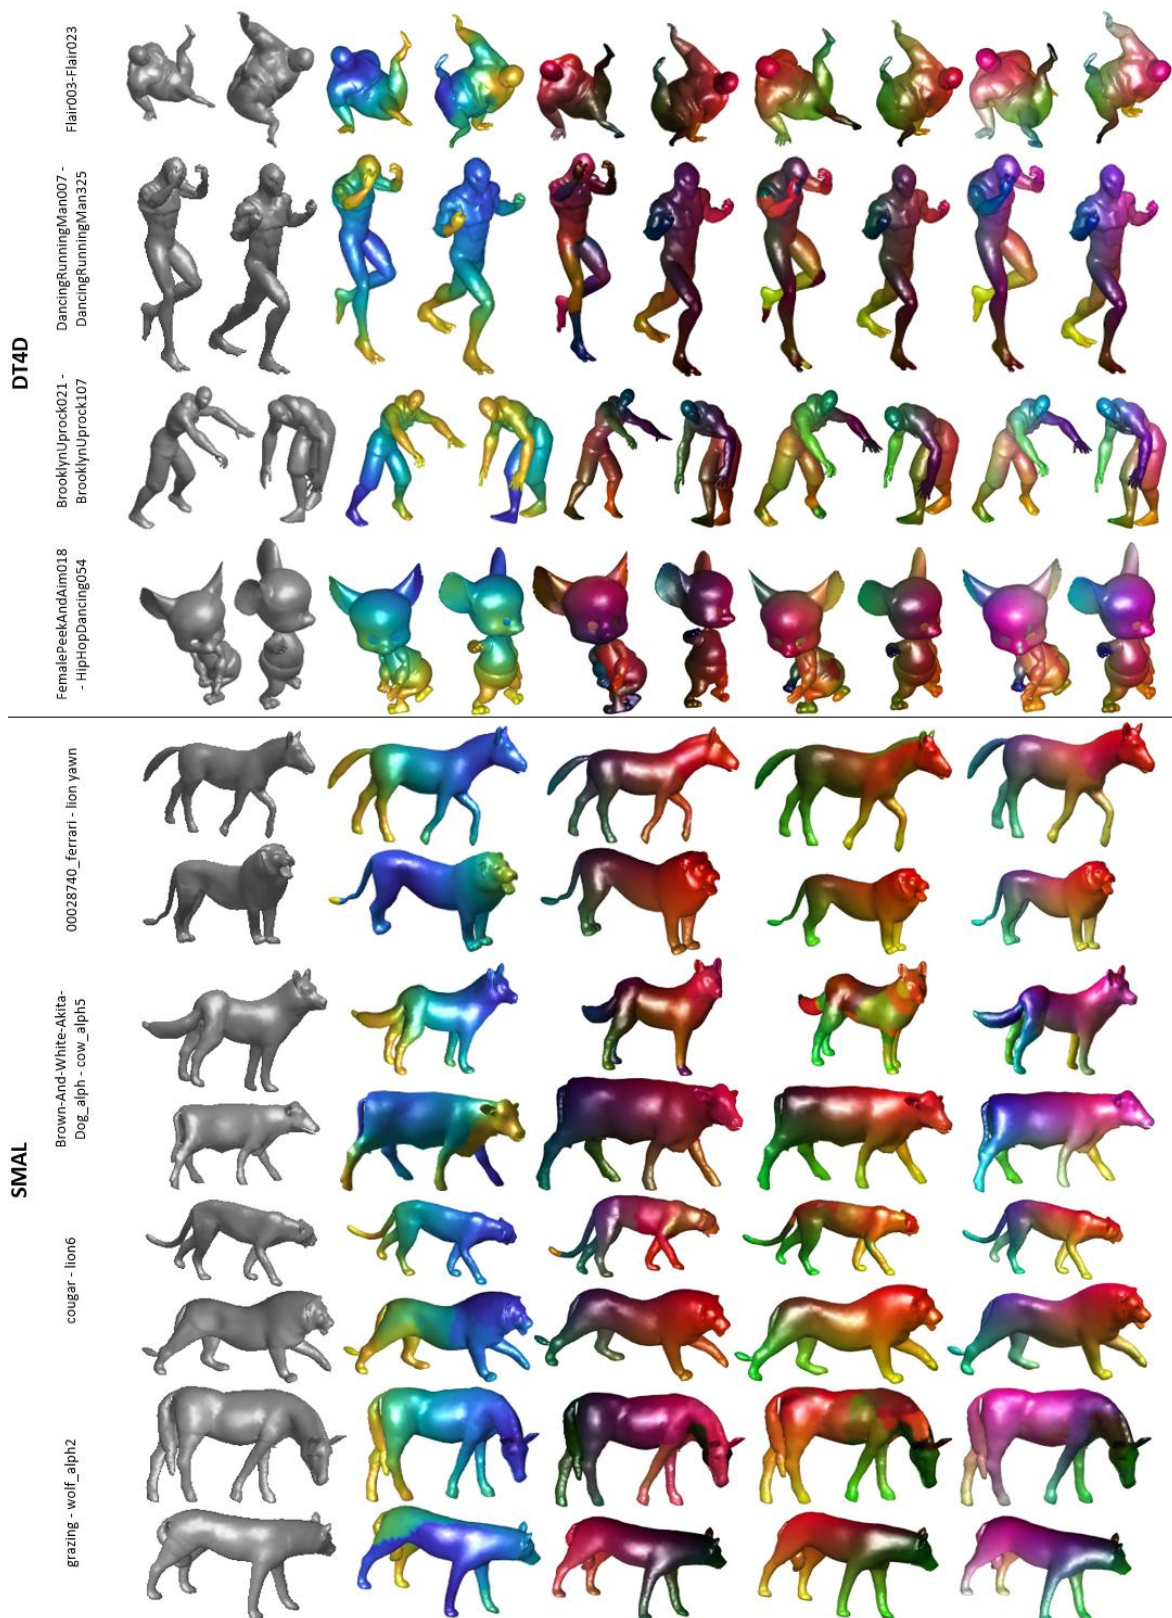 DT4D
Flair003-Flair023
DancingRunningMan007 -
DancingRunningMan325
BrooklynUprock021 -
BrooklynUprock107
FemalePeekAndAim018
- HipHopDancing054
SMAL
00028740_ferrari - lion yawn
Brown-And-White-Akita-
Dog_alph - cow_alph5
cougar - lion6
grazing - wolf_alph2